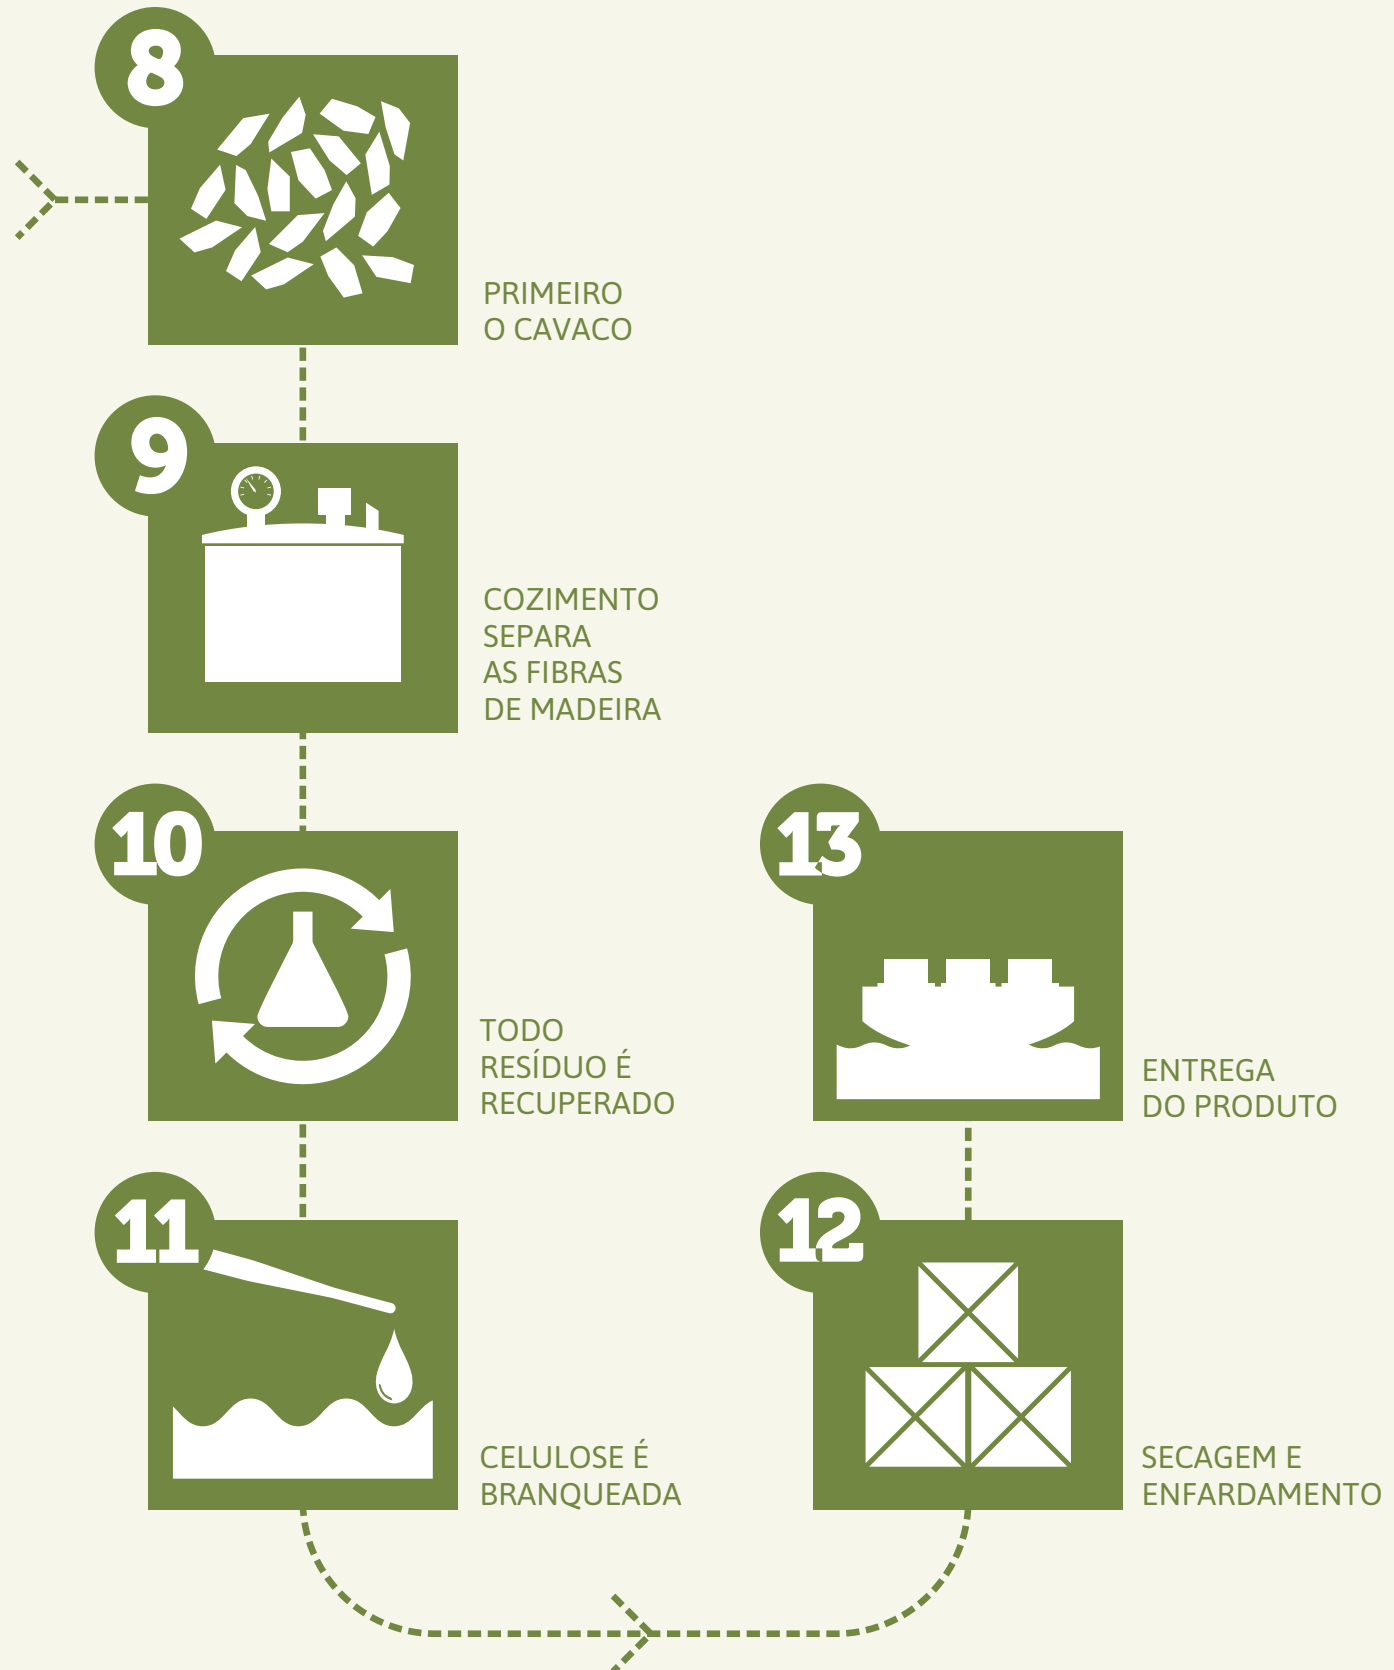 8
PRIMEIRO
O CAVACO
9
COZIMENTO
SEPARA
AS FIBRAS
DE MADEIRA
10
TODO
RESÍDUO É
RECUPERADO
11
CELULOSE É
BRANQUEADA
12
SECAGEM E
ENFARDAMENTO
13
ENTREGA
DO PRODUTO